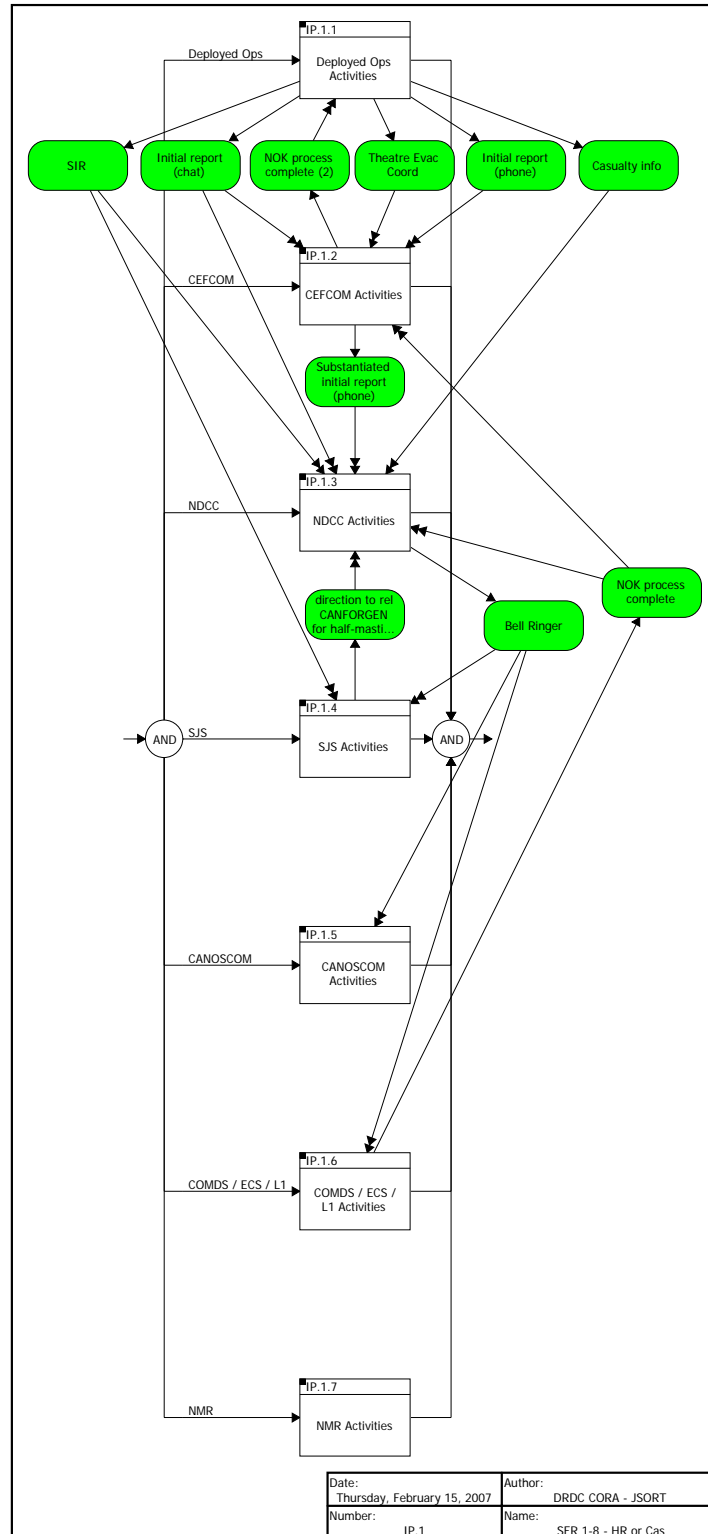 IP.1.1
Deployed Ops
Deployed Ops
Activities
SIR
Initial report
(chat)
NOK process
complete (2)
Theatre Evac
Coord
Initial report
(phone)
Casualty info
IP.1.2
CEFCOM
CEFCOM Activities
Substantiated
initial report
(phone)
IP.1.3
NDCC
NDCC Activities
direction to rel
CANFORGEN
for half-masti...
Bell Ringer
NOK process
complete
IP.1.4
AND
SJS
SJS Activities
AND
IP.1.5
CANOSCOM
CANOSCOM
Activities
IP.1.6
COMDS / ECS / L1
COMDS / ECS /
L1 Activities
IP.1.7
NMR
NMR Activities
Date:
Thursday, February 15, 2007
Author:
DRDC CORA - JSORT
Number:
IP.1
Name:
SER 1-8 - HR or Cas